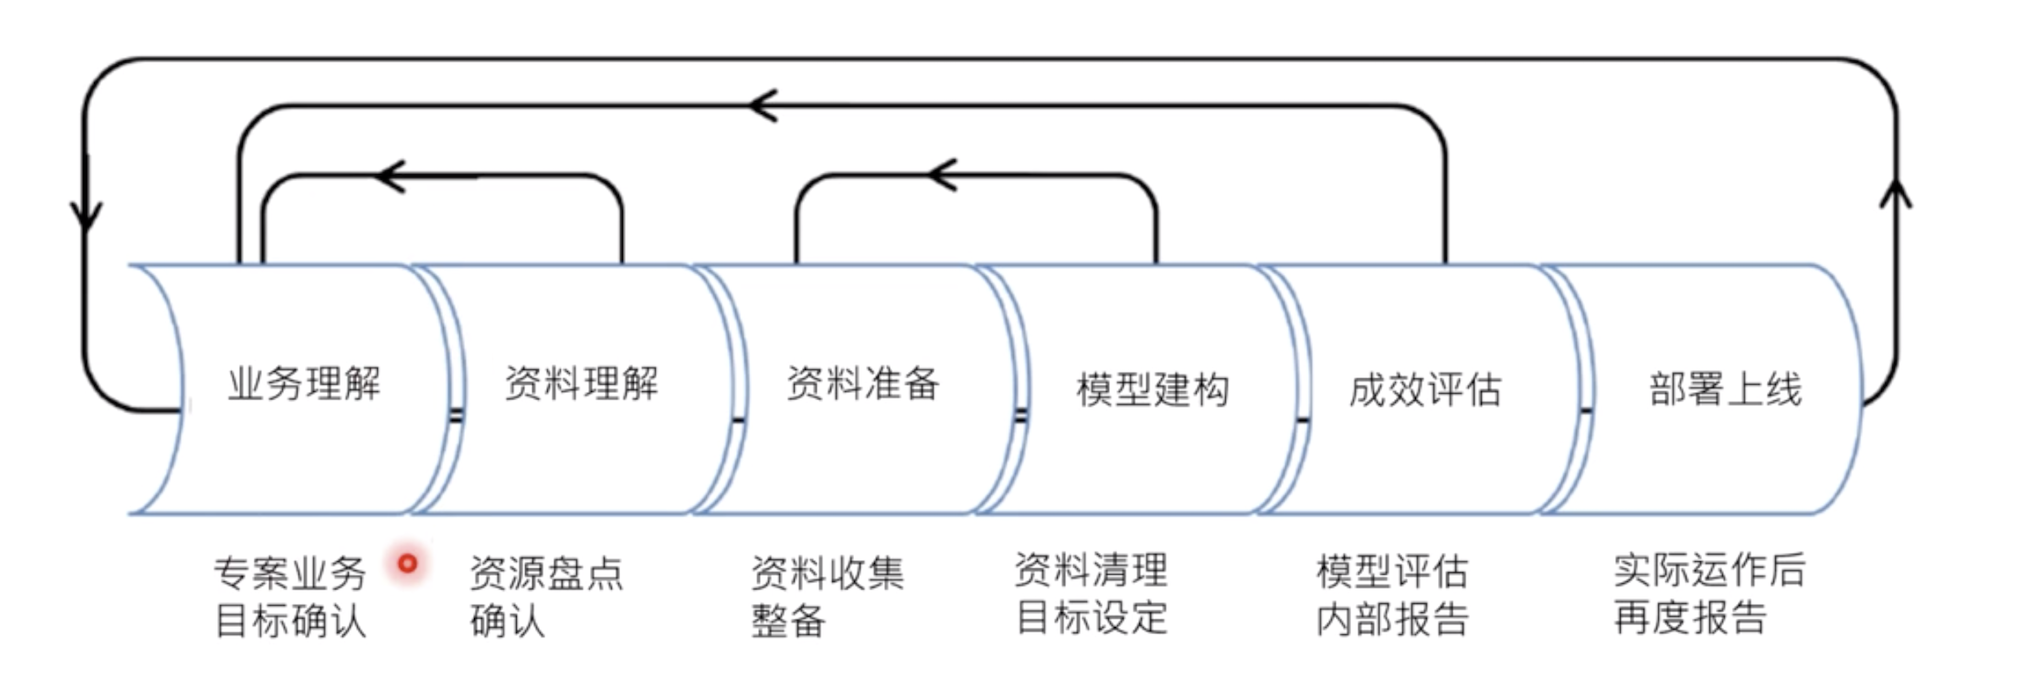 业务理解
资料理解
资料准备
模型建构
成效评估
部署上线
专案业务
目标确认
资源盘点
确认
资料收集
整备
资料清理
目标设定
模型评估
内部报告
实际运作后
再度报告